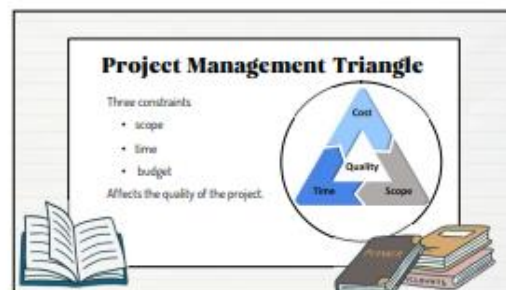 Project Management Triangle
Three constraints
• scope
• time
• budget
Affects the quality of the project.
Cost
Quality
Time
Scope